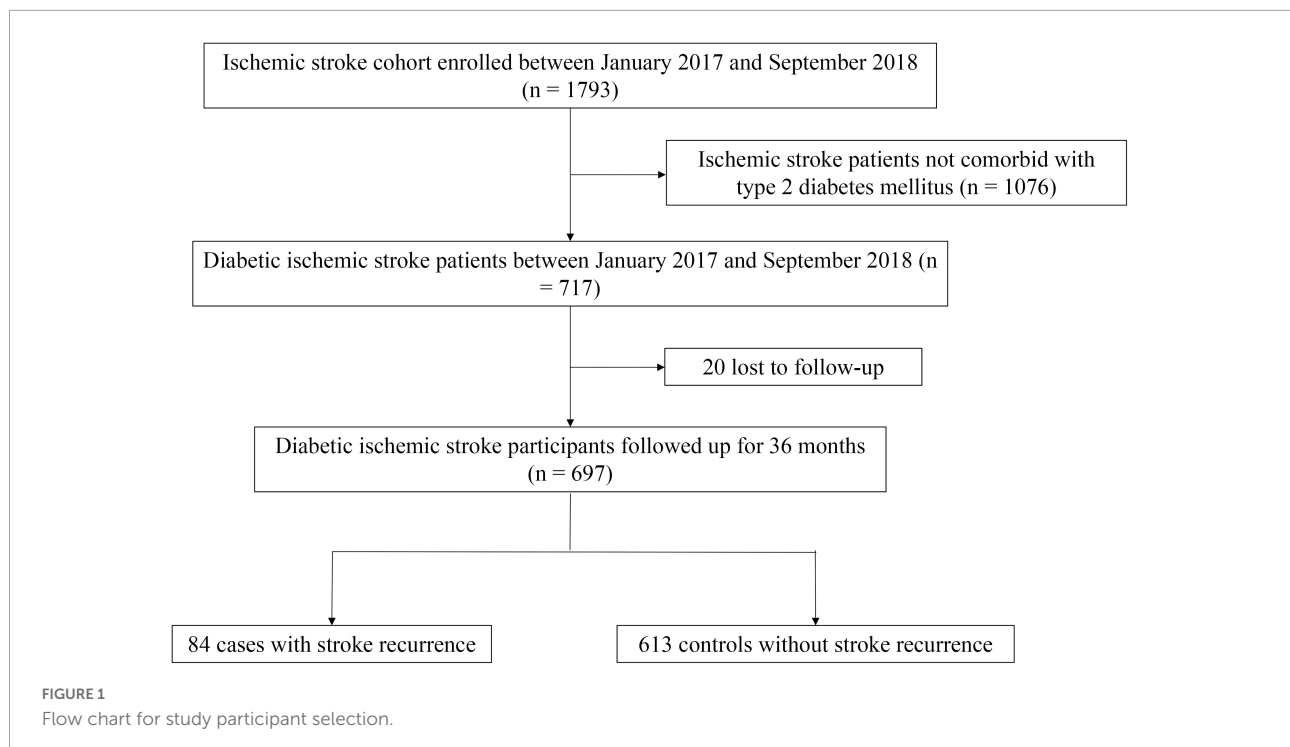 Ischemic stroke cohort enrolled between January 2017 and September 2018
(n = 1793)
Ischemic stroke patients not comorbid with
type 2 diabetes mellitus (n = 1076)
Diabetic ischemic stroke patients between January 2017 and September 2018 (n
= 717)
20 lost to follow-up
Diabetic ischemic stroke participants followed up for 36 months
(n = 697)
84 cases with stroke recurrence
613 controls without stroke recurrence
FIGURE 1
Flow chart for study participant selection.